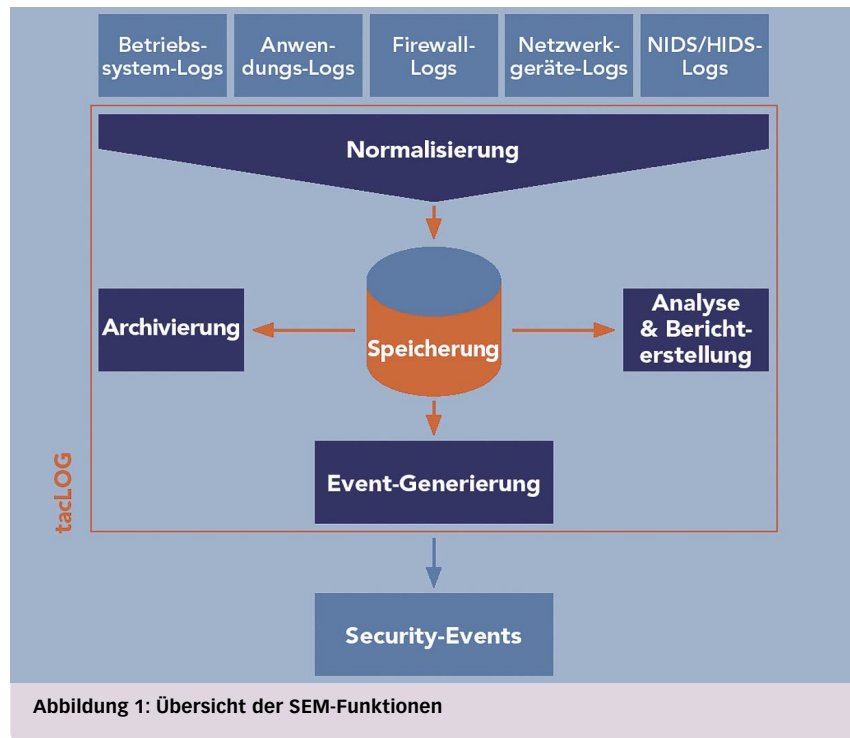 Betriebs-
system-Logs
Anwen-
dungs-Logs
Firewall-
Logs
Netzwerk-
geräte-Logs
NIDS/HIDS-
Logs
Normalisierung
Archivierung
Speicherung
Analyse
& Bericht-
erstellung
Event-Generierung
tacLOG
Security-Events
Abbildung 1: Übersicht der SEM-Funktionen